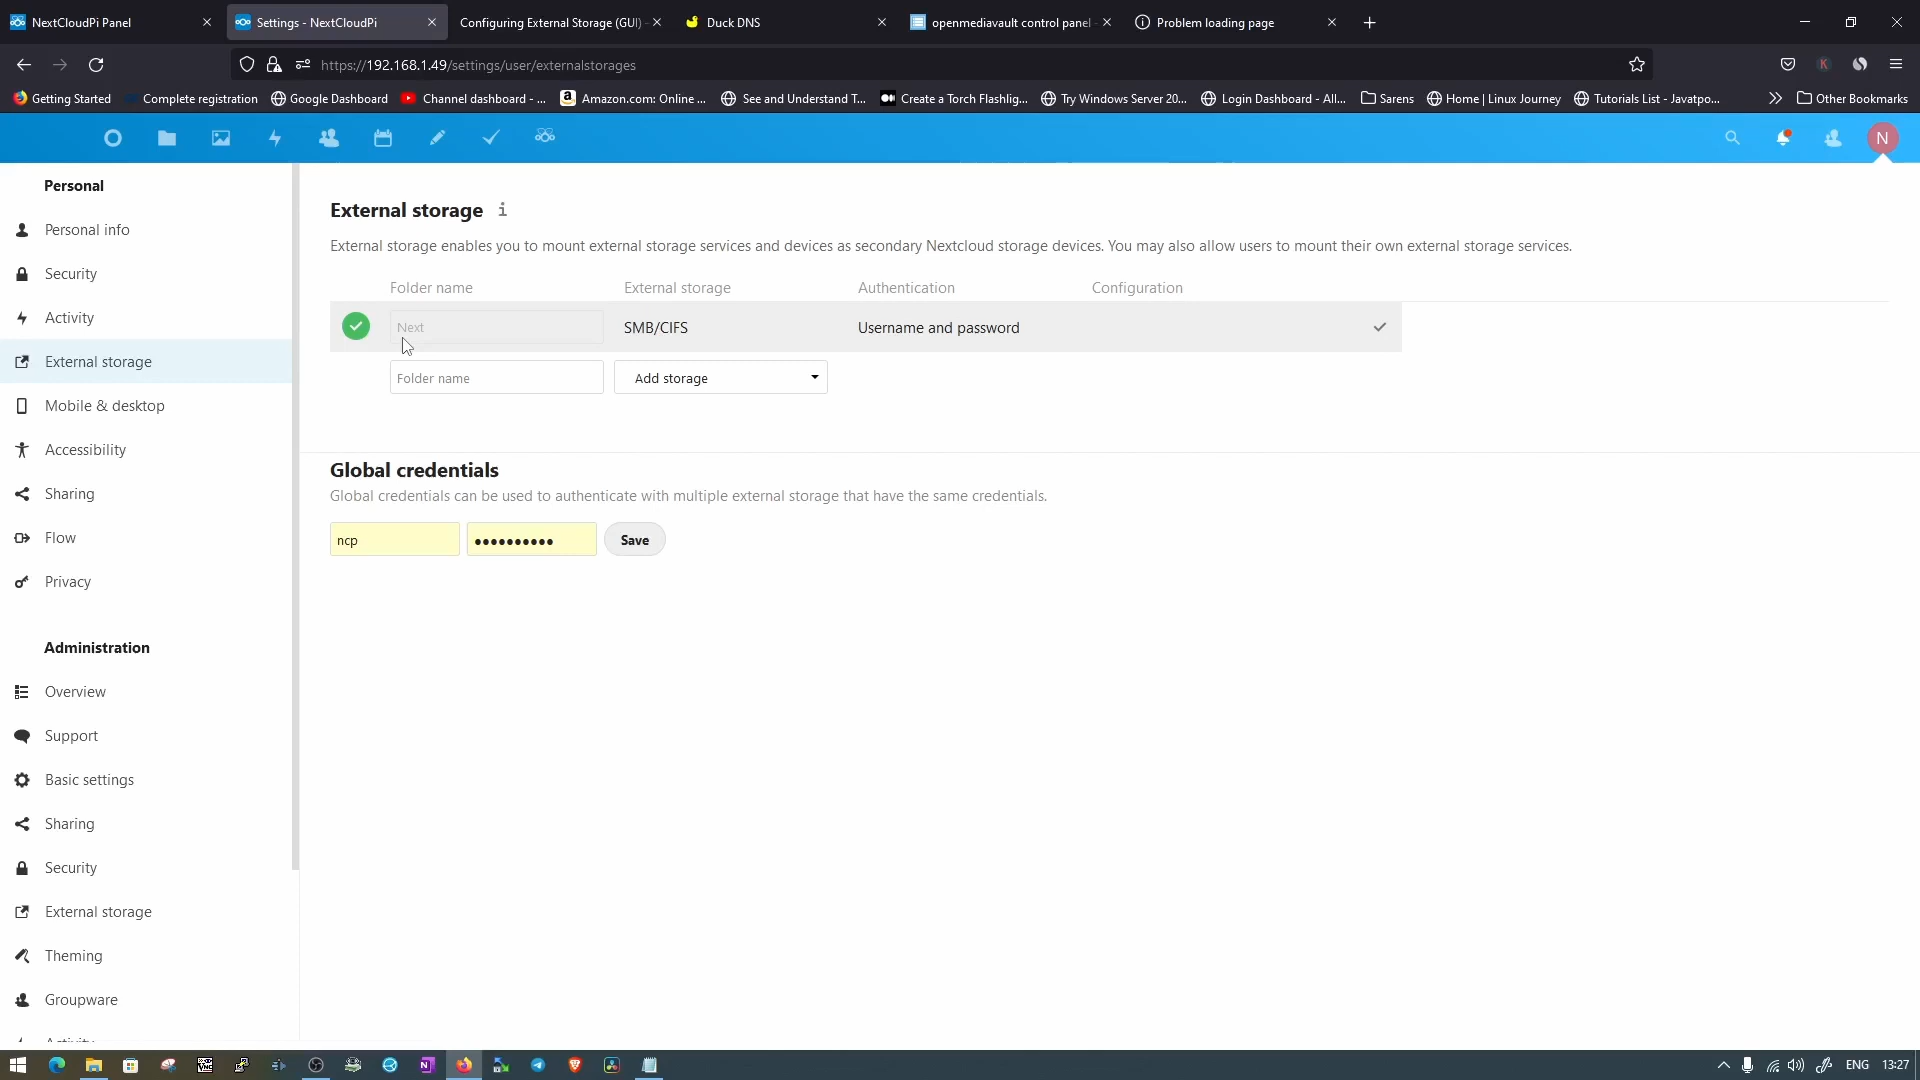 NextCloudPi Panel
Settings - NextCloudPi
Configuring External Storage (GUI) -
Duck DNS
openmediavault control panel -
Problem loading page
https://192.168.1.49/settings/user/externalstorages
Getting Started
Complete registration
Google Dashboard
Channel dashboard - ...
Amazon.com: Online ...
See and Understand T...
Create a Torch Flashlig...
Try Windows Server 20...
Login Dashboard - All...
Sarens
Home | Linux Journey
Tutorials List - Javatpo...
Other Bookmarks
N
Personal
Personal info
Security
Activity
External storage
Mobile & desktop
Accessibility
Sharing
Flow
Privacy
Administration
Overview
Support
Basic settings
Sharing
Security
External storage
Theming
Groupware
External storage
External storage enables you to mount external storage services and devices as secondary Nextcloud storage devices. You may also allow users to mount their own external storage services.
Folder name External storage Authentication Configuration
Next SMB/CIFS Username and password
Folder name Add storage
Global credentials
Global credentials can be used to authenticate with multiple external storage that have the same credentials.
ncp •••••••••• Save
ENG 13:27